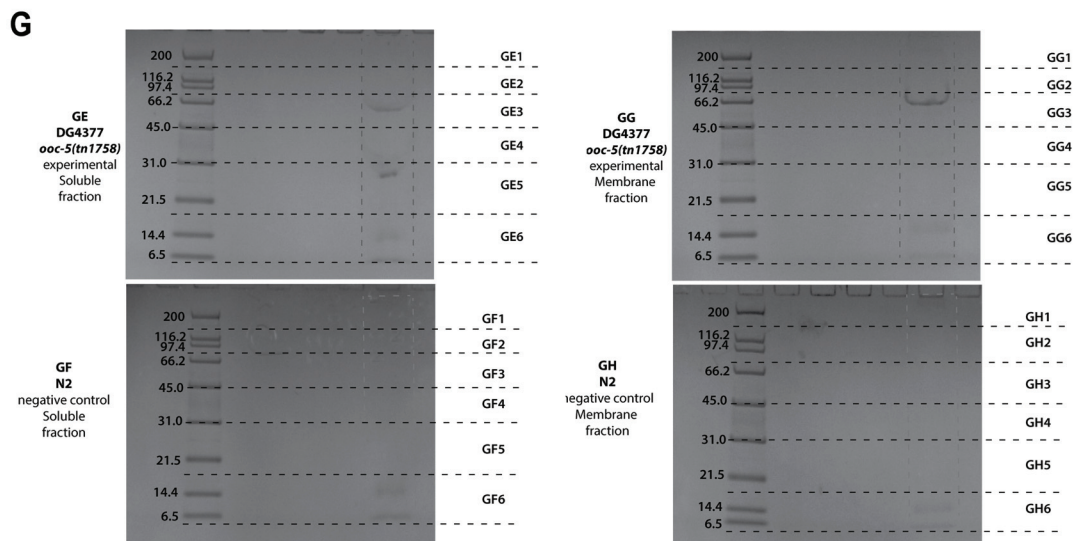 G
GE
DG4377
ooc-5(tn1758)
experimental
Soluble
fraction
200
116.2
97.4
66.2
45.0
31.0
21.5
14.4
6.5
GE1
GE2
GE3
GE4
GE5
GE6
GG
DG4377
ooc-5(tn1758)
experimental
Membrane
fraction
200
116.2
97.4
66.2
45.0
31.0
21.5
14.4
6.5
GG1
GG2
GG3
GG4
GG5
GG6
GF
N2
negative control
Soluble
fraction
200
116.2
97.4
66.2
45.0
31.0
21.5
14.4
6.5
GF1
GF2
GF3
GF4
GF5
GF6
GH
N2
negative control
Membrane
fraction
200
116.2
97.4
66.2
45.0
31.0
21.5
14.4
6.5
GH1
GH2
GH3
GH4
GH5
GH6